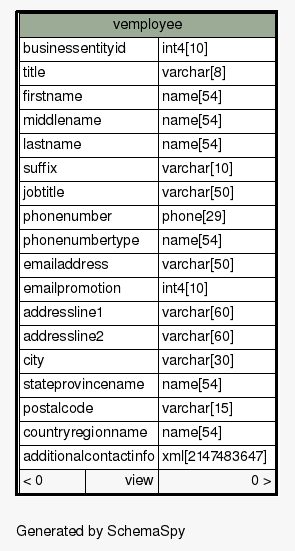 vemployee
businessentityid int4[10]
title varchar[8]
firstname name[54]
middlename name[54]
lastname name[54]
suffix varchar[10]
jobtitle varchar[50]
phonenumber phone[29]
phonenumbertype name[54]
emailaddress varchar[50]
emailpromotion int4[10]
addressline1 varchar[60]
addressline2 varchar[60]
city varchar[30]
stateprovincename name[54]
postalcode varchar[15]
countryregionname name[54]
additionalcontactinfo xml[2147483647]
< 0 view 0 >
Generated by SchemaSpy